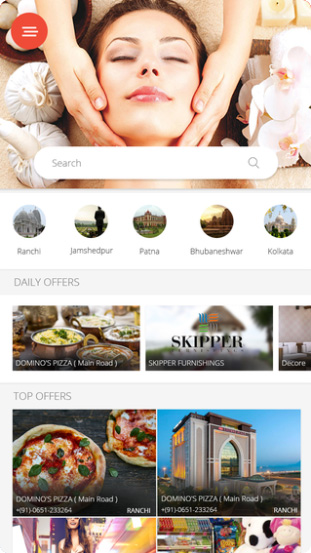 Search
Ranchi
Jamshedpur
Patna
Bhubaneshwar
Kolkata
DAILY OFFERS
SKIPPER
DOMINO'S PIZZA ( Main Road )
SKIPPER FURNISHINGS
Décore
TOP OFFERS
DOMINO'S PIZZA ( Main Road )
+(91)-0651-233264
RANCHI
DOMINO'S PIZZA ( Main Road )
+(91)-0651-233264
RANCHI